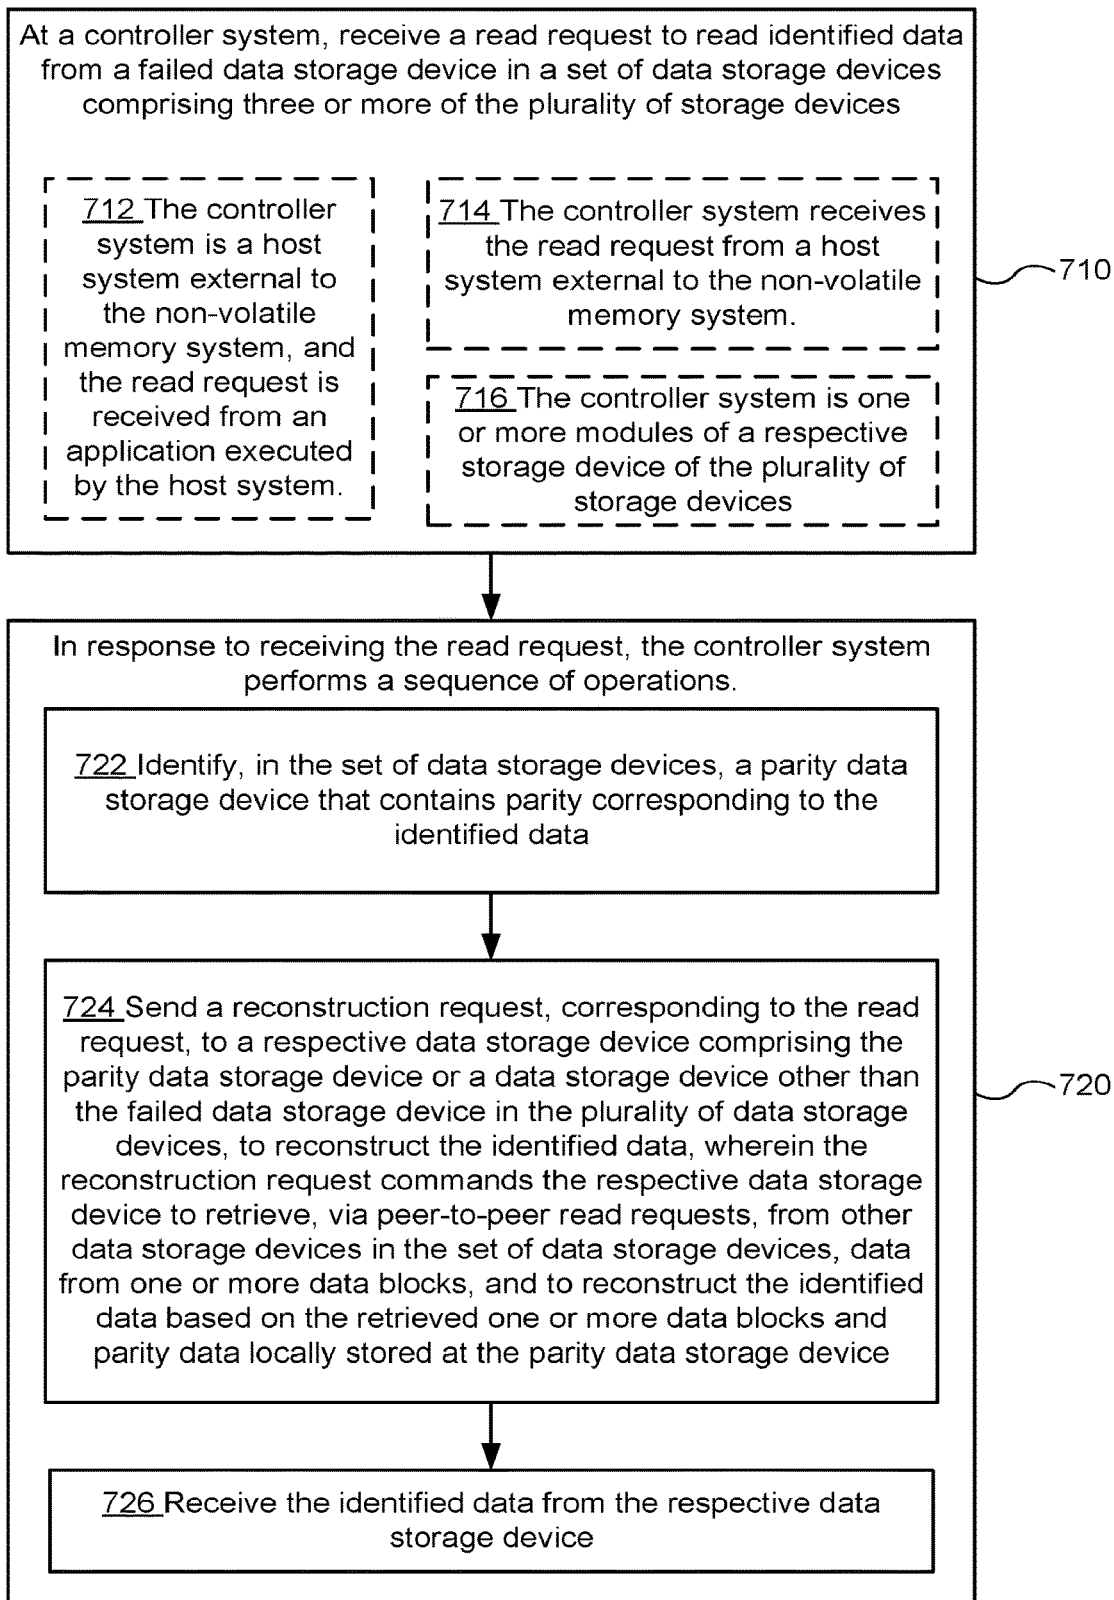 At a controller system, receive a read request to read identified data
from a failed data storage device in a set of data storage devices
comprising three or more of the plurality of storage devices
712 The controller
system is a host
system external to
the non-volatile
memory system, and
the read request is
received from an
application executed
by the host system.
714 The controller system receives
the read request from a host
system external to the non-volatile
memory system.
716 The controller system is one
or more modules of a respective
storage device of the plurality of
storage devices
710
In response to receiving the read request, the controller system
performs a sequence of operations.
722 Identify, in the set of data storage devices, a parity data
storage device that contains parity corresponding to the
identified data
724 Send a reconstruction request, corresponding to the read
request, to a respective data storage device comprising the
parity data storage device or a data storage device other than
the failed data storage device in the plurality of data storage
devices, to reconstruct the identified data, wherein the
reconstruction request commands the respective data storage
device to retrieve, via peer-to-peer read requests, from other
data storage devices in the set of data storage devices, data
from one or more data blocks, and to reconstruct the identified
data based on the retrieved one or more data blocks and
parity data locally stored at the parity data storage device
720
726 Receive the identified data from the respective data
storage device